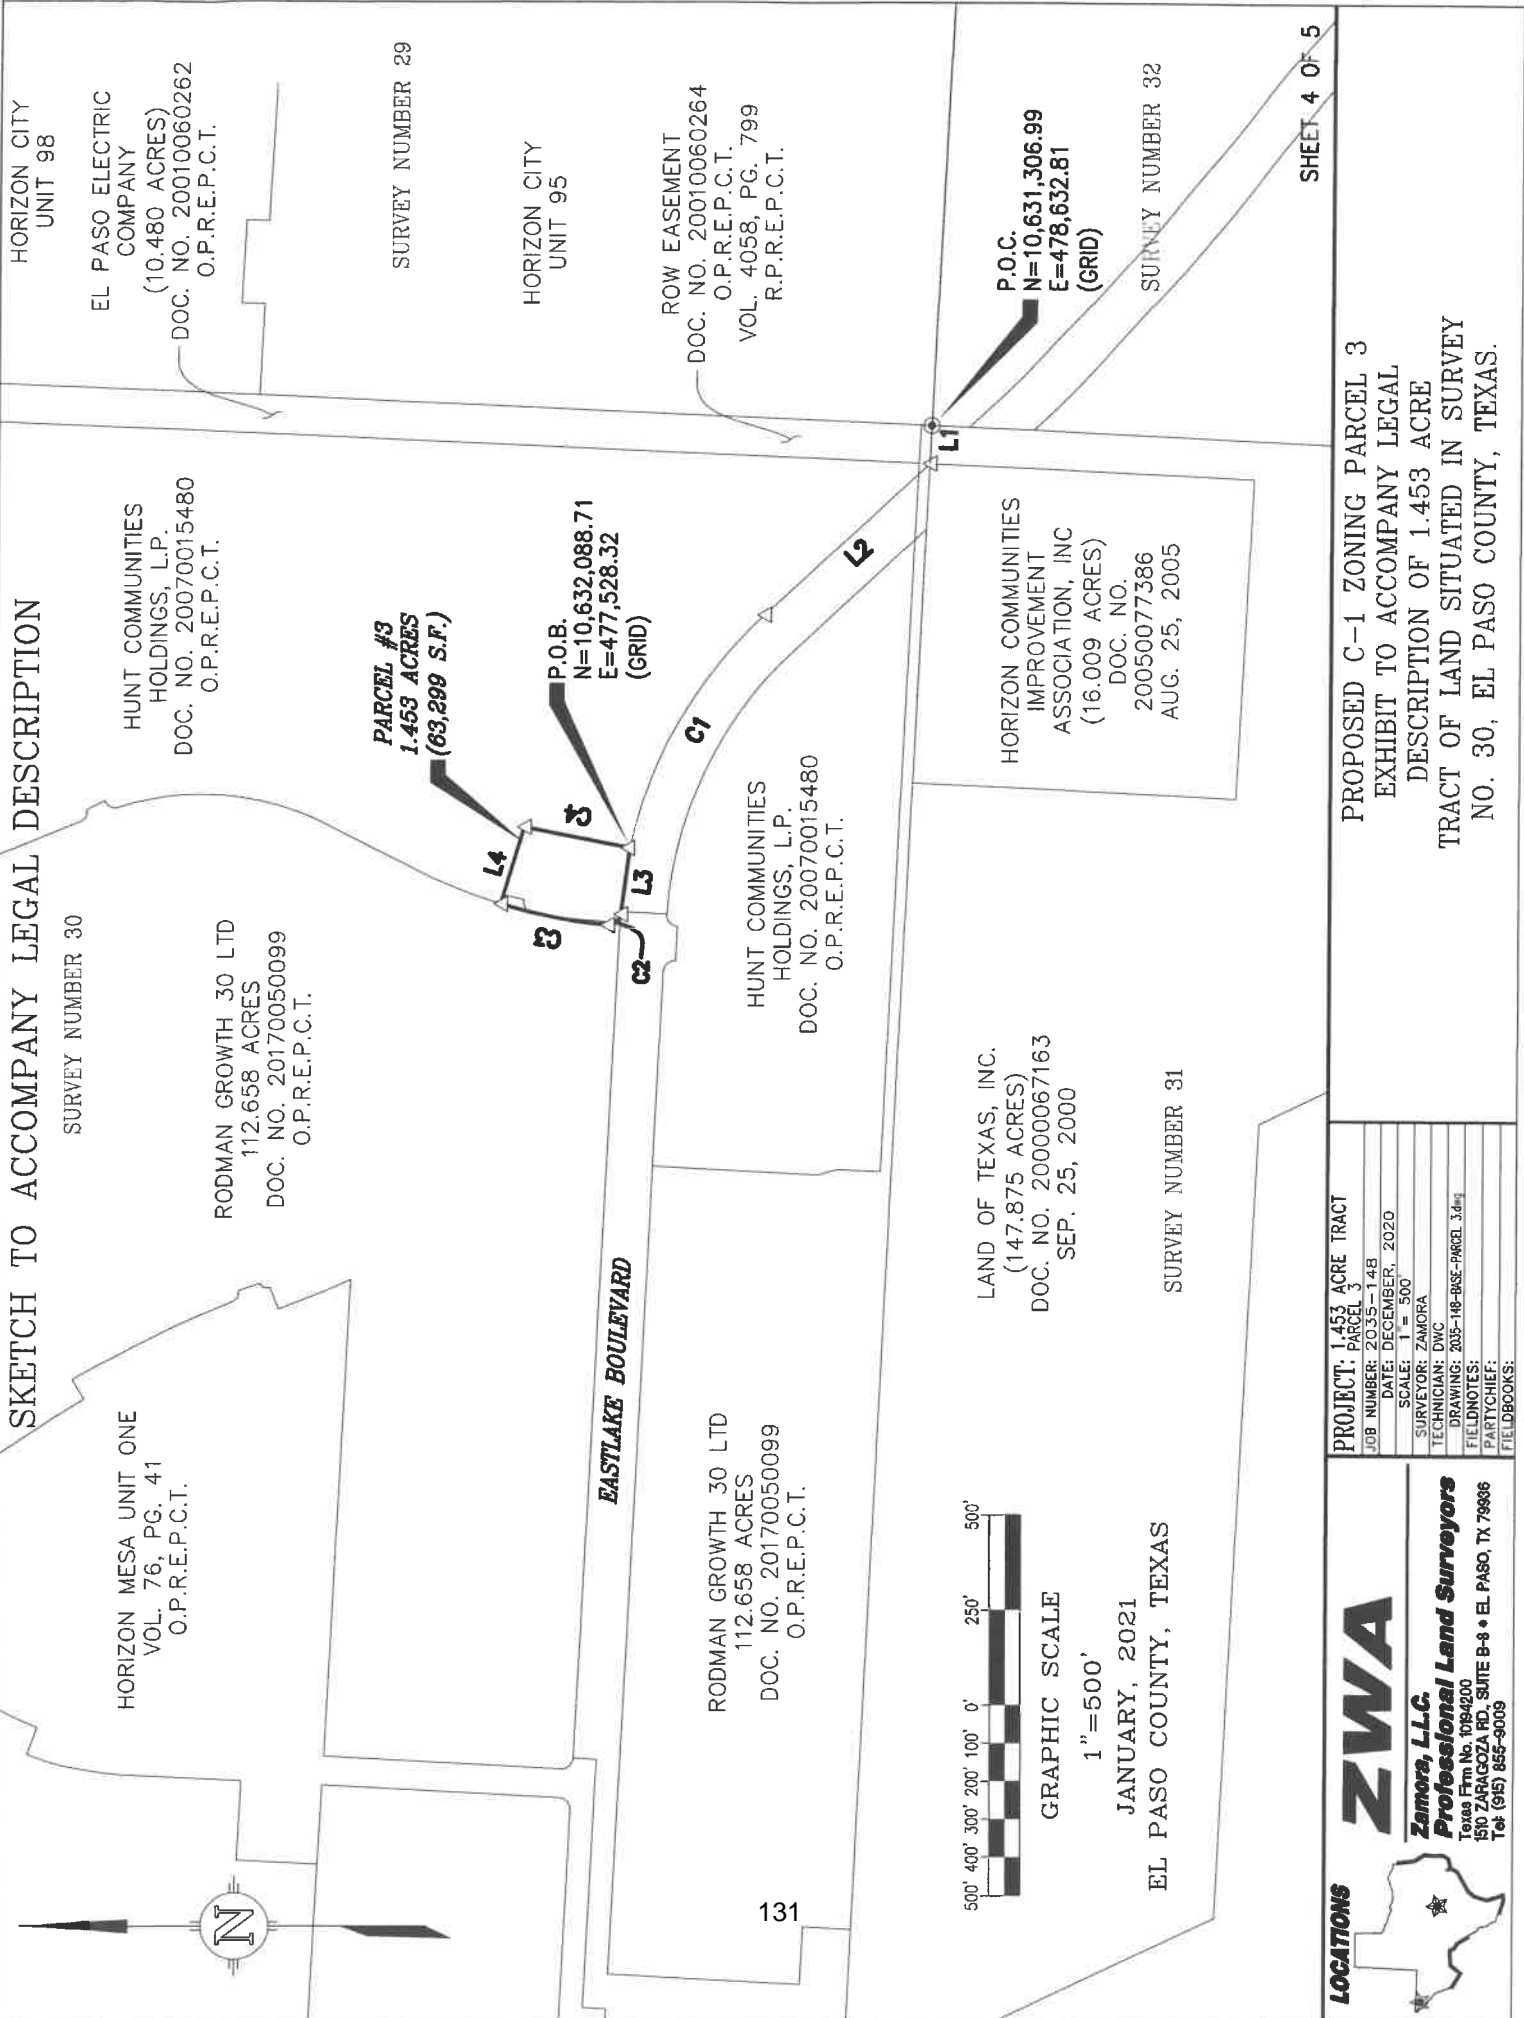 SKETCH TO ACCOMPANY LEGAL DESCRIPTION
HORIZON CITY
UNIT 98
EL PASO ELECTRIC
COMPANY
(10.480 ACRES)
DOC. NO. 20010060262
O.P.R.E.P.C.T.
SURVEY NUMBER 29
HORIZON CITY
UNIT 95
ROW EASEMENT
DOC. NO. 20010060264
O.P.R.E.P.C.T.
VOL. 4058, PG. 799
R.P.R.E.P.C.T.
P.O.C.
N=10,631,306.99
E=478,632.81
(GRID)
SURVEY NUMBER 32
SHEET 4 OF 5
HUNT COMMUNITIES
HOLDINGS, L.P.
DOC. NO. 20070015480
O.P.R.E.P.C.T.
PARCEL #3
1.453 ACRES
(63,299 S.F.)
P.O.B.
N=10,632,088.71
E=477,528.32
(GRID)
L1
L2
C1
L4
C4
L3
C3
C2
HORIZON COMMUNITIES
IMPROVEMENT
ASSOCIATION, INC
(16.009 ACRES)
DOC. NO.
20050077386
AUG. 25, 2005
SURVEY NUMBER 30
RODMAN GROWTH 30 LTD
112.658 ACRES
DOC. NO. 20170050099
O.P.R.E.P.C.T.
HUNT COMMUNITIES
HOLDINGS, L.P.
DOC. NO. 20070015480
O.P.R.E.P.C.T.
LAND OF TEXAS, INC.
(147.875 ACRES)
DOC. NO. 20000067163
SEP. 25, 2000
SURVEY NUMBER 31
HORIZON MESA UNIT ONE
VOL. 76, PG. 41
O.P.R.E.P.C.T.
EASTLAKE BOULEVARD
RODMAN GROWTH 30 LTD
112.658 ACRES
DOC. NO. 20170050099
O.P.R.E.P.C.T.
N
500' 400' 300' 200' 100' 0' 250' 500'
GRAPHIC SCALE
1"=500'
JANUARY, 2021
EL PASO COUNTY, TEXAS
131
LOCATIONS
ZWA
Zamora, L.L.C.
Professional Land Surveyors
Texas Firm No. 10194200
1510 ZARAGOZA RD., SUITE B-8 • EL PASO, TX 79936
Tel: (915) 855-9009
PROJECT: 1.453 ACRE TRACT
PARCEL 3
JOB NUMBER: 2035-148
DATE: DECEMBER, 2020
SCALE: 1"= 500'
SURVEYOR: ZAMORA
TECHNICIAN: DWC
DRAWING: 2035-148-BASE-PARCEL 3.dwg
FIELDNOTES:
PARTYCHIEF:
FIELDBOOKS:
PROPOSED C-1 ZONING PARCEL 3
EXHIBIT TO ACCOMPANY LEGAL
DESCRIPTION OF 1.453 ACRE
TRACT OF LAND SITUATED IN SURVEY
NO. 30, EL PASO COUNTY, TEXAS.